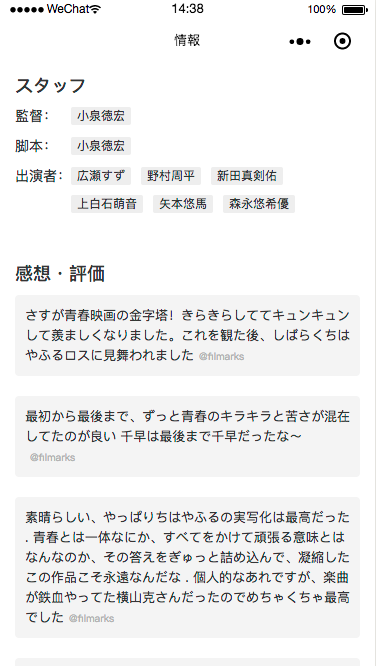 ●●●●● WeChat 14:38 100%
情報
スタッフ
監督： 小泉徳宏
脚本： 小泉徳宏
出演者： 広瀬すず 野村周平 新田真剣佑
上白石萌音 矢本悠馬 森永悠希優
感想・評価
さすが青春映画の金字塔！きらきらしててキュンキュン
して羨ましくなりました。これを観た後、しばらくちは
やふるロスに見舞われました @filmarks
最初から最後まで、ずっと青春のキラキラと苦さが混在
してたのが良い 千早は最後まで千早だったな〜
@filmarks
素晴らしい、やっぱりちはやふるの実写化は最高だった
. 青春とは一体なにか、すべてをかけて頑張る意味とは
なんなのか、その答えをぎゅっと詰め込んで、凝縮した
この作品こそ永遠なんだな . 個人的なあれですが、楽曲
が鉄血やってた横山克さんだったのでめちゃくちゃ最高
でした @filmarks